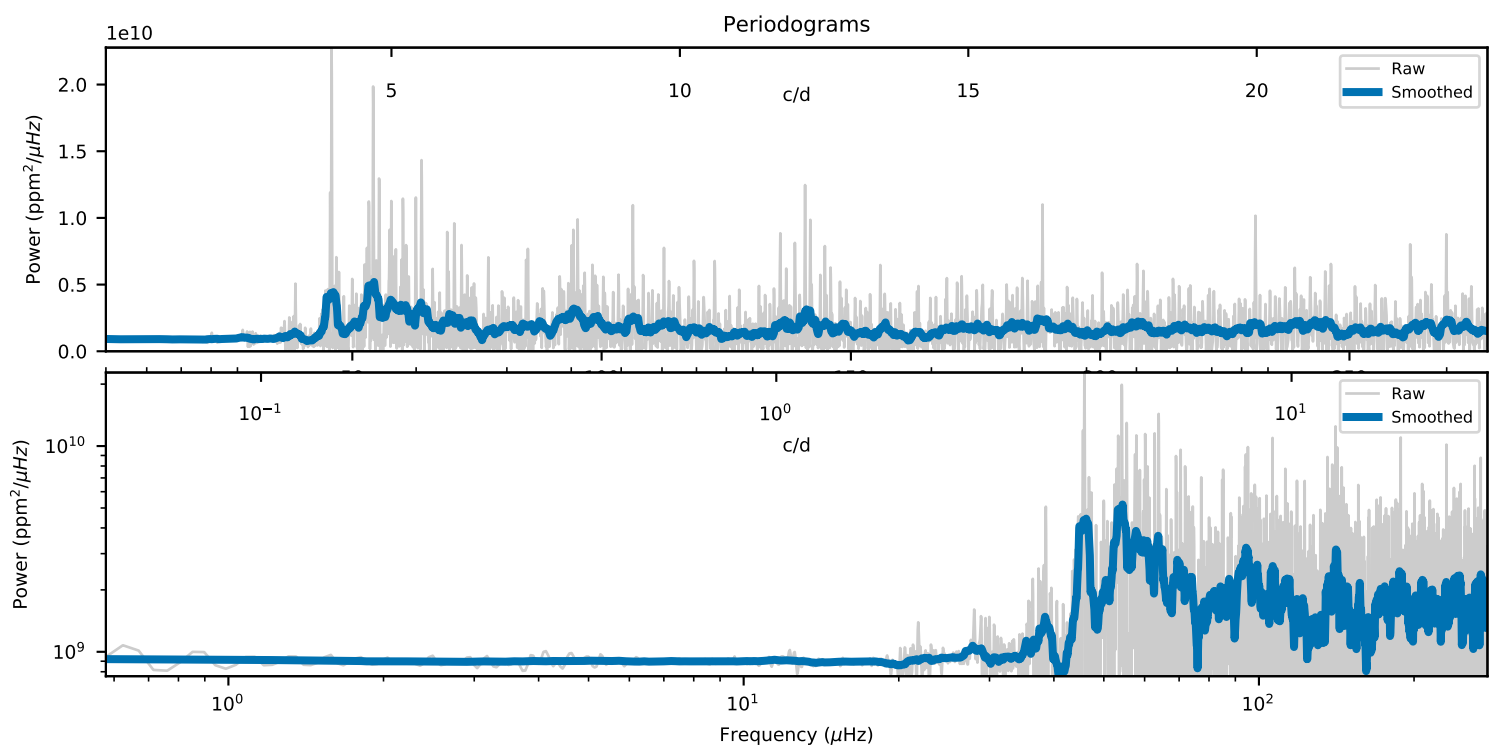 Periodograms
1e10
Raw
Smoothed
5 10 15 20
c/d
2.0
1.5
1.0
0.5
0.0
Power (ppm²/μHz)
Raw
Smoothed
10⁻¹ 10⁰ 10¹
c/d
10¹⁰
10⁹
Power (ppm²/μHz)
10⁰ 10¹ 10²
Frequency (μHz)